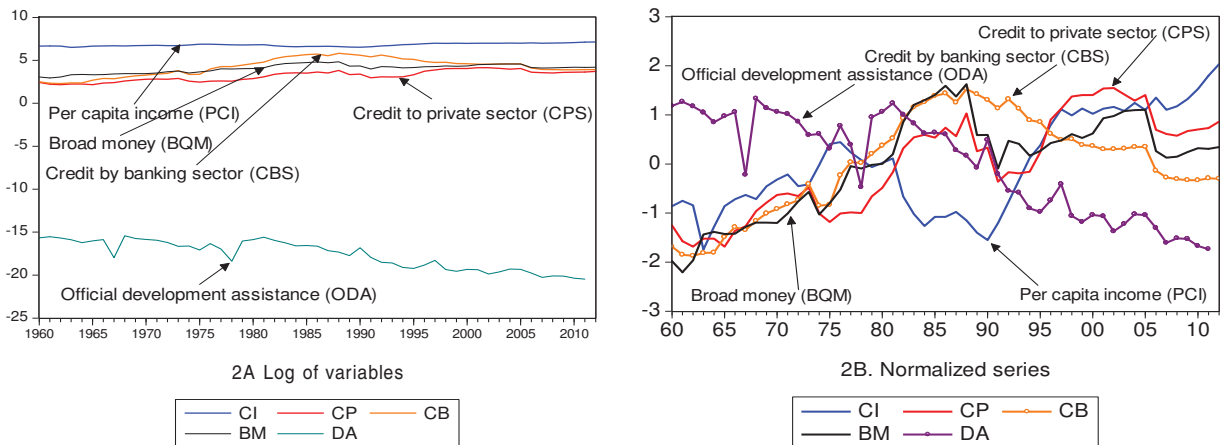 10
5
0
-5
-10
-15
-20
-25
Per capita income (PCI)
Credit to private sector (CPS)
Broad money (BQM)
Credit by banking sector (CBS)
Official development assistance (ODA)
1960 1965 1970 1975 1980 1985 1990 1995 2000 2005 2010
2A Log of variables
CI CP CB
BM DA
3
2
1
0
-1
-2
-3
Credit to private sector (CPS)
Credit by banking sector (CBS)
Official development assistance (ODA)
Broad money (BQM)
Per capita income (PCI)
60 65 70 75 80 85 90 95 00 05 10
2B. Normalized series
CI CP CB
BM DA